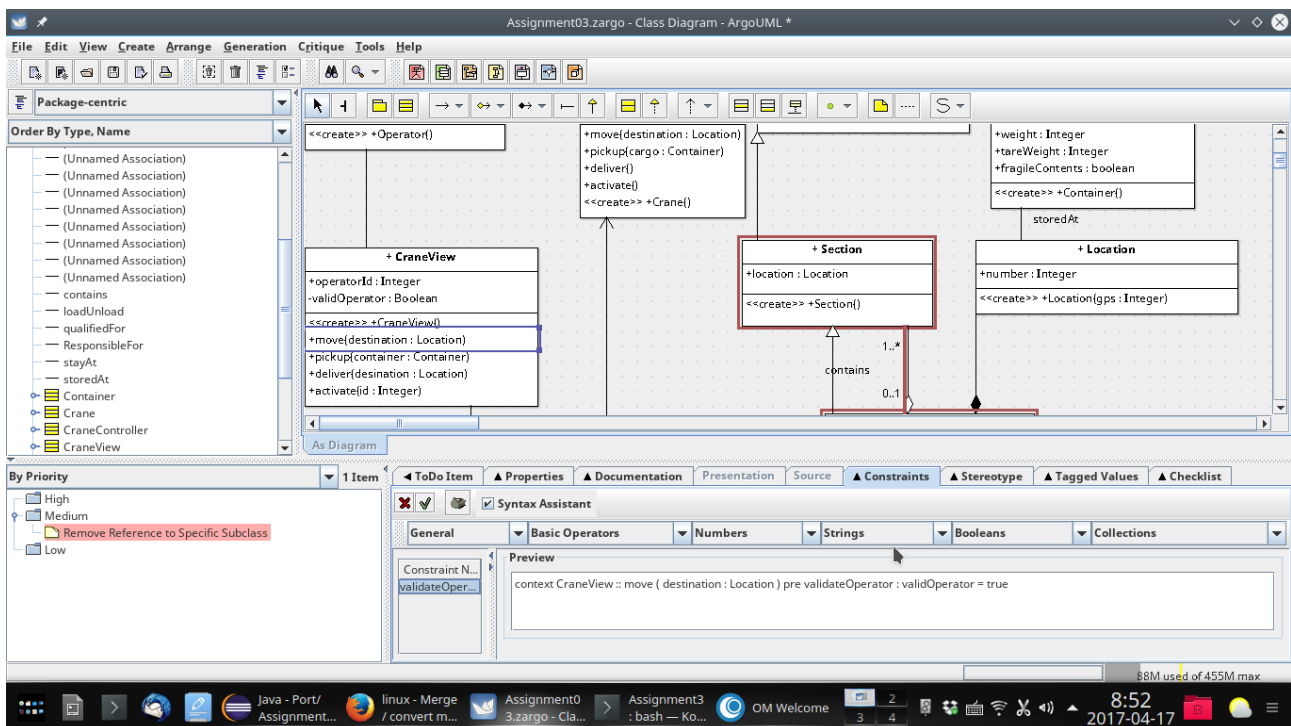 Assignment03.zargo - Class Diagram - ArgoUML *
File Edit View Create Arrange Generation Critique Tools Help
Package-centric
Order By Type, Name
(Unnamed Association)
(Unnamed Association)
(Unnamed Association)
(Unnamed Association)
(Unnamed Association)
(Unnamed Association)
(Unnamed Association)
(Unnamed Association)
contains
loadUnload
qualifiedFor
ResponsibleFor
stayAt
storedAt
Container
Crane
CraneController
CraneView
<<create>> +Operator()
+ CraneView
+operatorId : Integer
-validOperator : Boolean
<<create>> +CraneView()
+move(destination : Location)
+pickup(container : Container)
+deliver(desination : Location)
+activate(id : Integer)
+move(destination : Location)
+pickup(cargo : Container)
+deliver()
+activate()
<<create>> +Crane()
+ Section
+location : Location
<<create>> +Section()
1..*
contains
0..1
+weight : Integer
+tareWeight : Integer
+fragileContents : boolean
<<create>> +Container()
storedAt
+ Location
+number : Integer
<<create>> +Location(gps : Integer)
As Diagram
By Priority
1 Item
High
Medium
Remove Reference to Specific Subclass
Low
ToDo Item Properties Documentation Presentation Source Constraints Stereotype Tagged Values Checklist
Syntax Assistant
General Basic Operators Numbers Strings Booleans Collections
Constraint N...
validateOper...
Preview
context CraneView :: move ( destination : Location ) pre validateOperator : validOperator = true
88M used of 455M max
Java - Port/
Assignment...
linux - Merge
/ convert m...
Assignment0
3.zargo - Cla...
Assignment3
: bash — Ko...
OM Welcome
2
3 4
8:52
2017-04-17